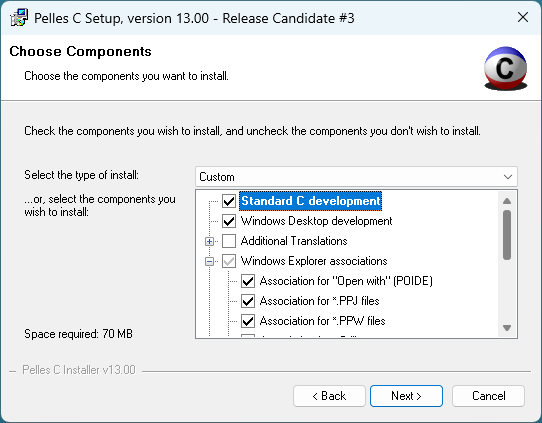 Pelles C Setup, version 13.00 - Release Candidate #3
Choose Components
Choose the components you want to install.
C
Check the components you wish to install, and uncheck the components you don't wish to install.
Select the type of install:
Custom
...or, select the components you wish to install:
Standard C development
Windows Desktop development
Additional Translations
Windows Explorer associations
Association for "Open with" (POIDE)
Association for *.PPJ files
Association for *.PPW files
Space required: 70 MB
Pelles C Installer v13.00
< Back
Next >
Cancel